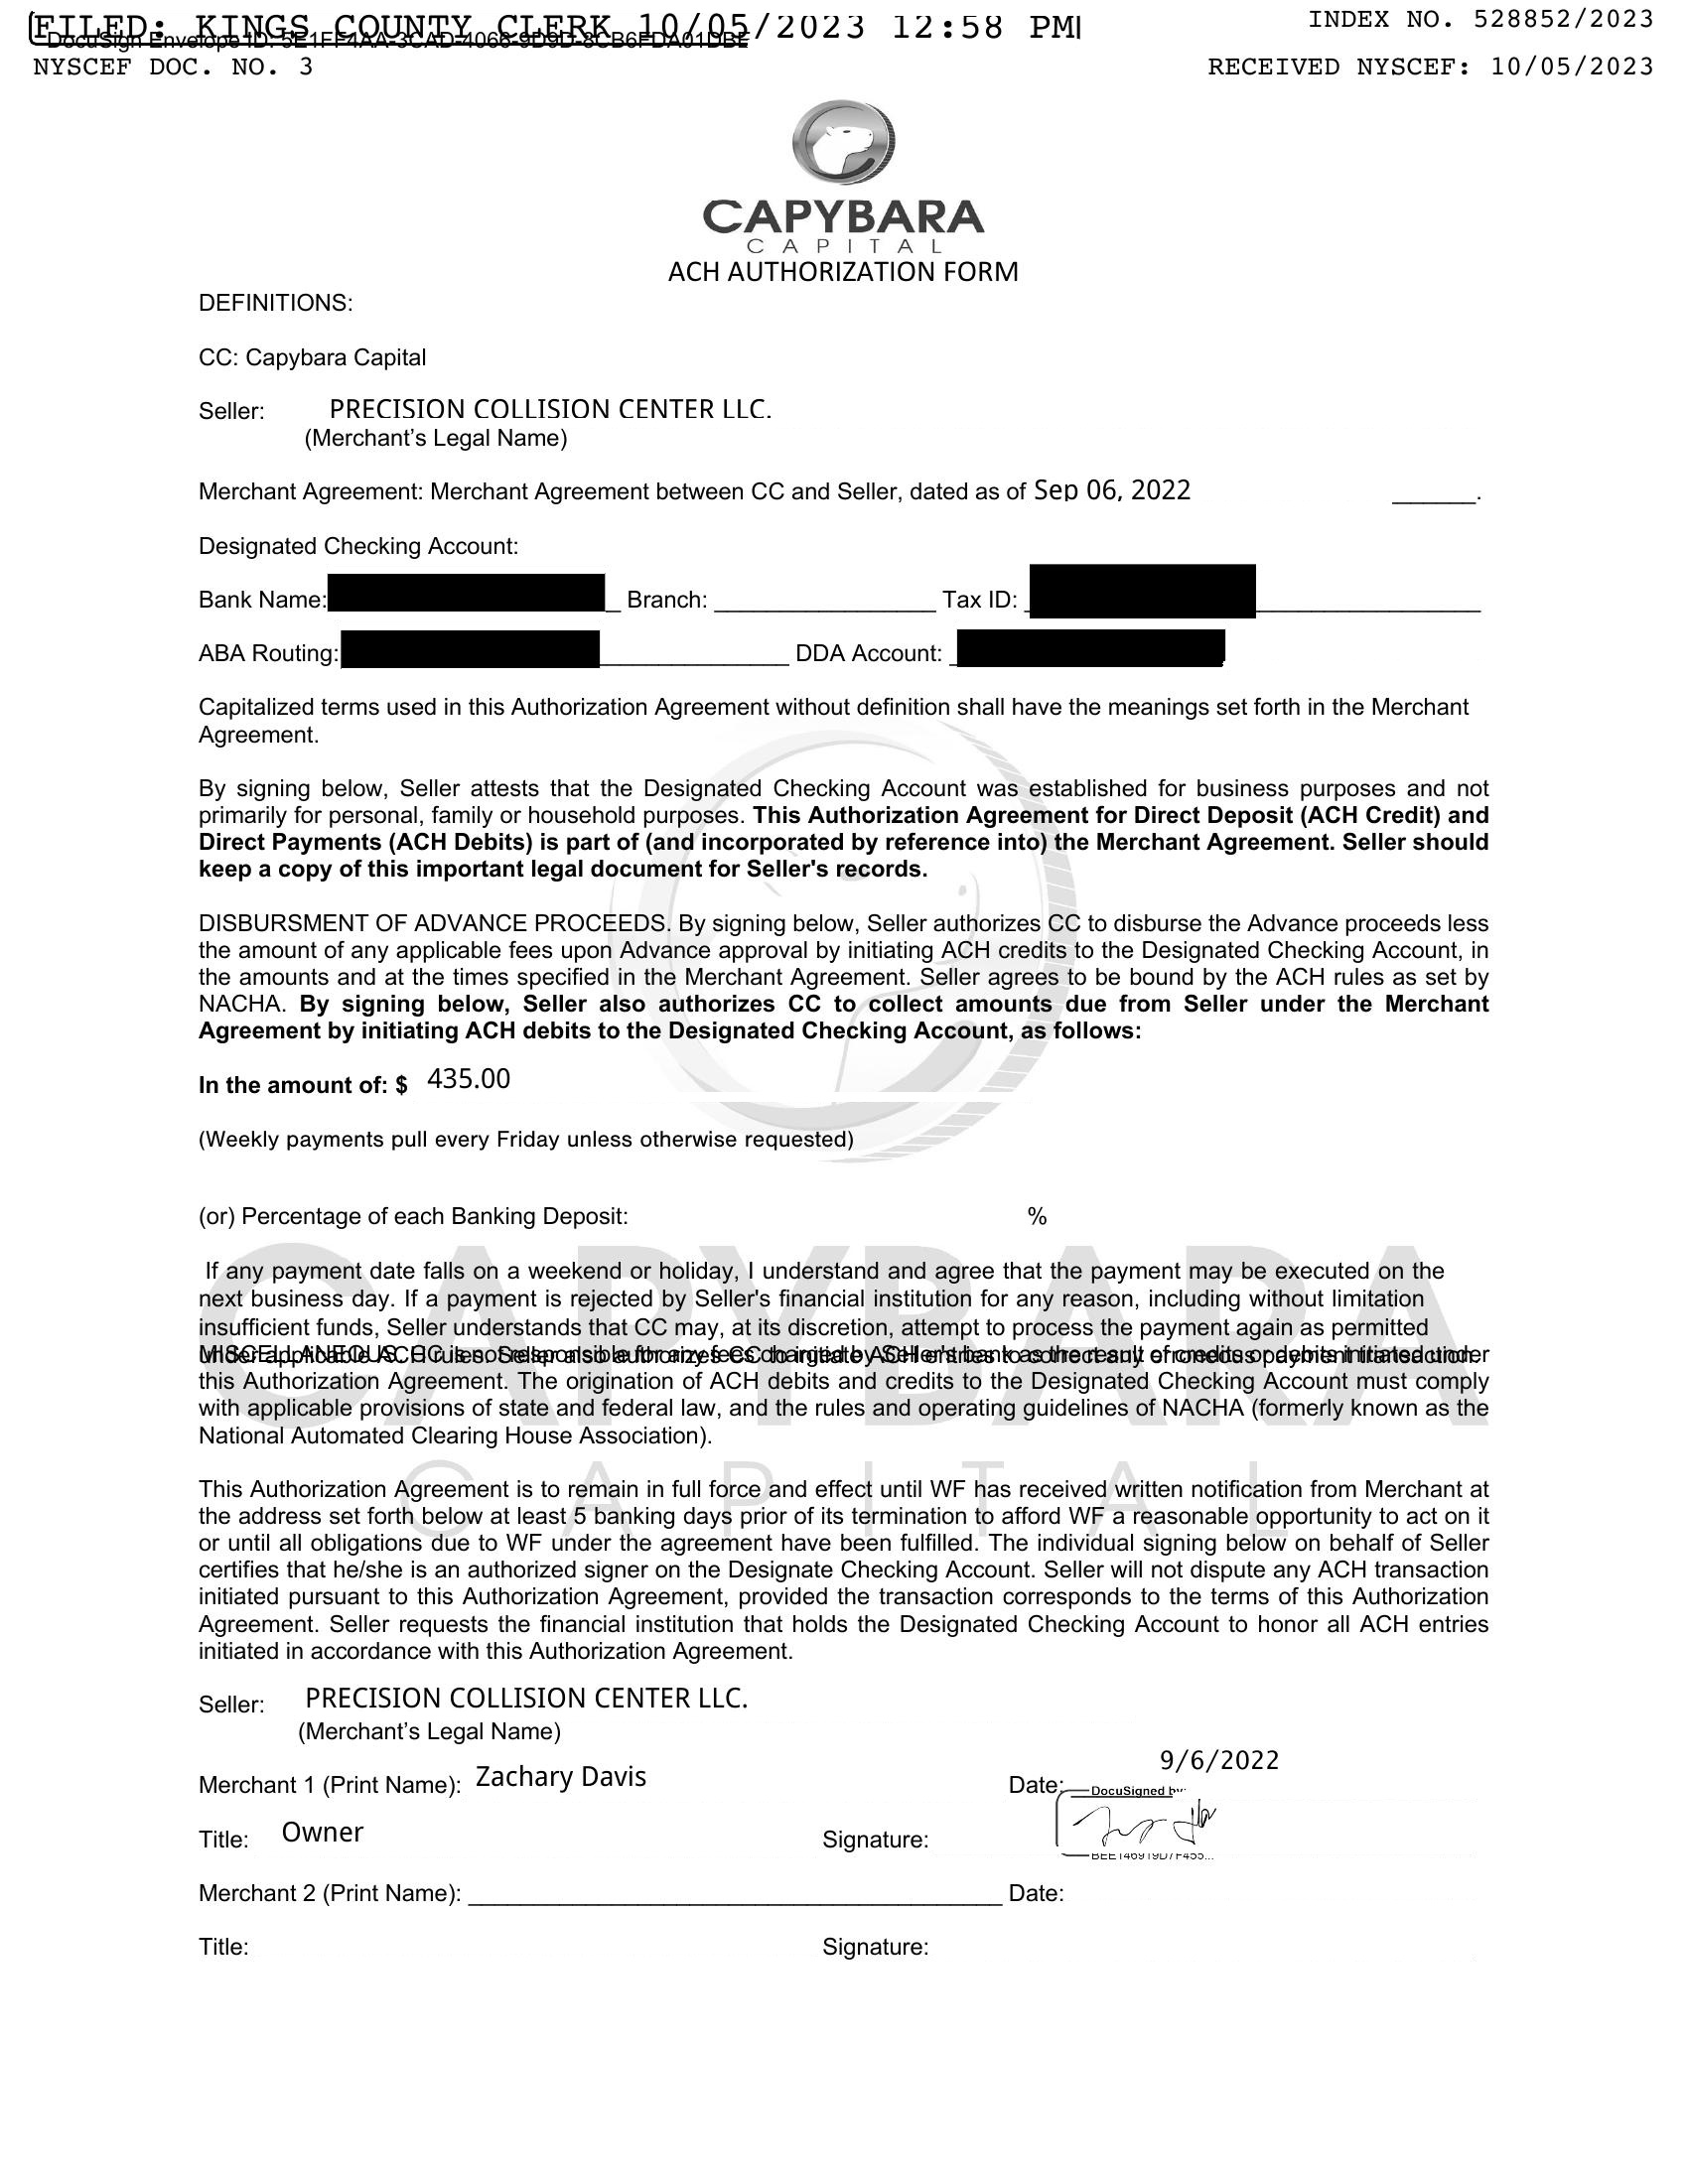 FILED: KINGS COUNTY CLERK 10/05/2023 12:58 PM
INDEX NO. 528852/2023
DocuSign Envelope ID: 5E1FF4AA-3CAD-4066-9D9D-8CB6FDA01DBE
NYSCEF DOC. NO. 3
RECEIVED NYSCEF: 10/05/2023
CAPYBARA
CAPITAL
ACH AUTHORIZATION FORM
DEFINITIONS:
CC: Capybara Capital
Seller: PRECISION COLLISION CENTER LLC.
(Merchant’s Legal Name)
Merchant Agreement: Merchant Agreement between CC and Seller, dated as of Sep 06, 2022 ______.
Designated Checking Account:
Bank Name: _ Branch: ________________ Tax ID: ________________
ABA Routing: ______________ DDA Account: _
Capitalized terms used in this Authorization Agreement without definition shall have the meanings set forth in the Merchant
Agreement.
By signing below, Seller attests that the Designated Checking Account was established for business purposes and not
primarily for personal, family or household purposes. This Authorization Agreement for Direct Deposit (ACH Credit) and
Direct Payments (ACH Debits) is part of (and incorporated by reference into) the Merchant Agreement. Seller should
keep a copy of this important legal document for Seller's records.
DISBURSMENT OF ADVANCE PROCEEDS. By signing below, Seller authorizes CC to disburse the Advance proceeds less
the amount of any applicable fees upon Advance approval by initiating ACH credits to the Designated Checking Account, in
the amounts and at the times specified in the Merchant Agreement. Seller agrees to be bound by the ACH rules as set by
NACHA. By signing below, Seller also authorizes CC to collect amounts due from Seller under the Merchant
Agreement by initiating ACH debits to the Designated Checking Account, as follows:
In the amount of: $ 435.00
(Weekly payments pull every Friday unless otherwise requested)
(or) Percentage of each Banking Deposit: %
If any payment date falls on a weekend or holiday, I understand and agree that the payment may be executed on the
next business day. If a payment is rejected by Seller's financial institution for any reason, including without limitation
insufficient funds, Seller understands that CC may, at its discretion, attempt to process the payment again as permitted
under applicable ACH rules. Seller also authorizes CC to initiate ACH entries to correct any erroneous payment transaction.
MISCELLANEOUS. CC is not responsible for any fees charged by Seller's bank as the result of credits or debits initiated under
this Authorization Agreement. The origination of ACH debits and credits to the Designated Checking Account must comply
with applicable provisions of state and federal law, and the rules and operating guidelines of NACHA (formerly known as the
National Automated Clearing House Association).
This Authorization Agreement is to remain in full force and effect until WF has received written notification from Merchant at
the address set forth below at least 5 banking days prior of its termination to afford WF a reasonable opportunity to act on it
or until all obligations due to WF under the agreement have been fulfilled. The individual signing below on behalf of Seller
certifies that he/she is an authorized signer on the Designate Checking Account. Seller will not dispute any ACH transaction
initiated pursuant to this Authorization Agreement, provided the transaction corresponds to the terms of this Authorization
Agreement. Seller requests the financial institution that holds the Designated Checking Account to honor all ACH entries
initiated in accordance with this Authorization Agreement.
Seller: PRECISION COLLISION CENTER LLC.
(Merchant’s Legal Name)
9/6/2022
Merchant 1 (Print Name): Zachary Davis Date:
DocuSigned by:
Title: Owner Signature:
BEE146919D7F455...
Merchant 2 (Print Name): ______________________________________ Date:
Title: Signature: